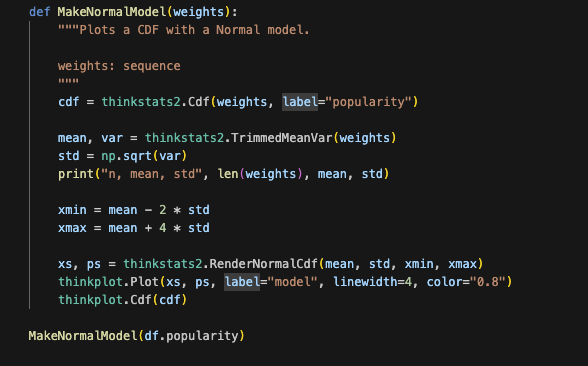 def MakeNormalModel(weights):
    """Plots a CDF with a Normal model.

    weights: sequence
    """
    cdf = thinkstats2.Cdf(weights, label="popularity")

    mean, var = thinkstats2.TrimmedMeanVar(weights)
    std = np.sqrt(var)
    print("n, mean, std", len(weights), mean, std)

    xmin = mean - 2 * std
    xmax = mean + 4 * std

    xs, ps = thinkstats2.RenderNormalCdf(mean, std, xmin, xmax)
    thinkplot.Plot(xs, ps, label="model", linewidth=4, color="0.8")
    thinkplot.Cdf(cdf)

MakeNormalModel(df.popularity)